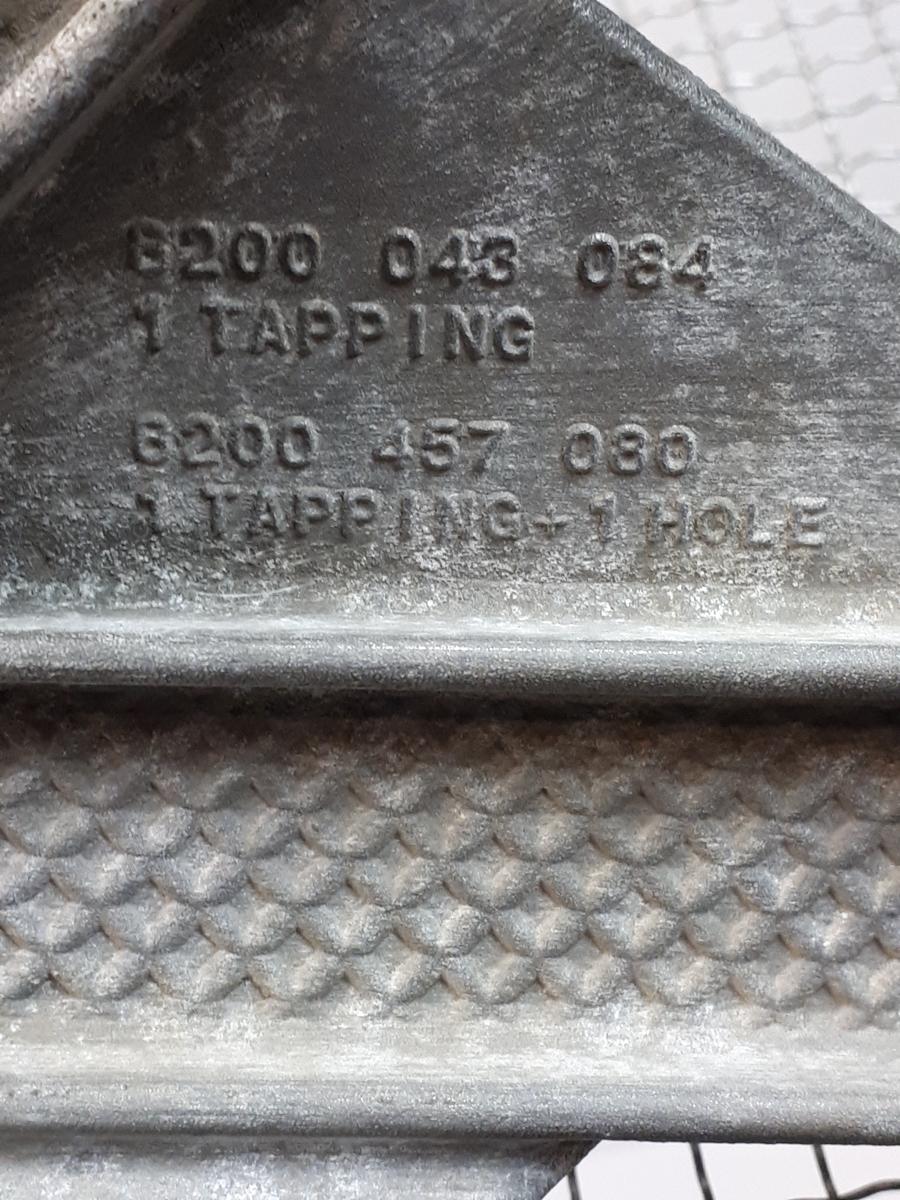 8200 043 084
1 TAPPING
8200 457 080
1 TAPPING+1 HOLE